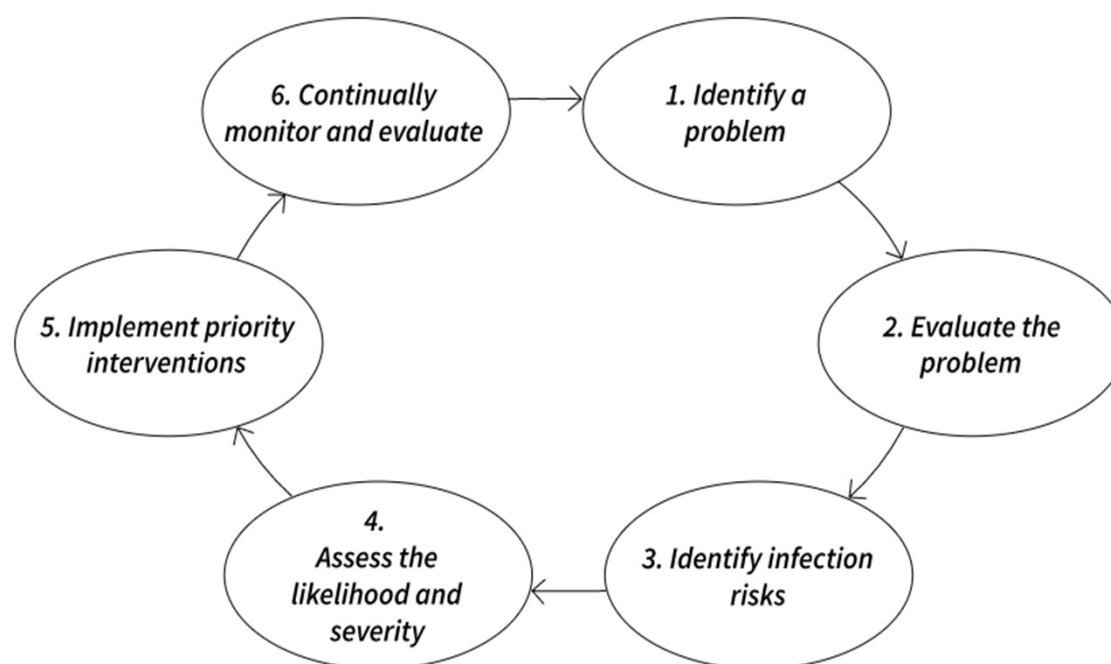 1. Identify a
problem
2. Evaluate the
problem
3. Identify infection
risks
4.
Assess the
likelihood and
severity
5. Implement priority
interventions
6. Continually
monitor and evaluate